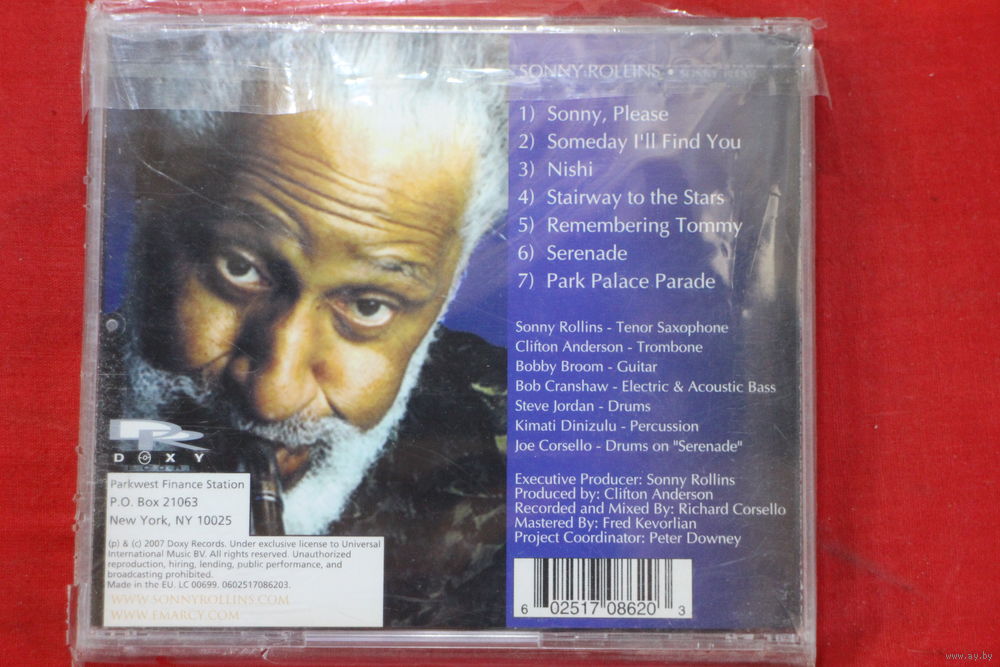 SONNY ROLLINS • SONNY, PLEASE
1) Sonny, Please
2) Someday I'll Find You
3) Nishi
4) Stairway to the Stars
5) Remembering Tommy
6) Serenade
7) Park Palace Parade
Sonny Rollins - Tenor Saxophone
Clifton Anderson - Trombone
Bobby Broom - Guitar
Bob Cranshaw - Electric & Acoustic Bass
Steve Jordan - Drums
Kimati Dinizulu - Percussion
Joe Corsello - Drums on "Serenade"
Executive Producer: Sonny Rollins
Produced by: Clifton Anderson
Recorded and Mixed By: Richard Corsello
Mastered By: Fred Kevorlian
Project Coordinator: Peter Downey
6 02517 08620 3
DOXY
Parkwest Finance Station
P.O. Box 21063
New York, NY 10025
(p) & (c) 2007 Doxy Records. Under exclusive license to Universal
International Music BV. All rights reserved. Unauthorized
reproduction, hiring, lending, public performance, and
broadcasting prohibited.
Made in the EU. LC 00699. 0602517086203.
WWW.SONNYROLLINS.COM
WWW.EMARCY.COM
www.ay.by